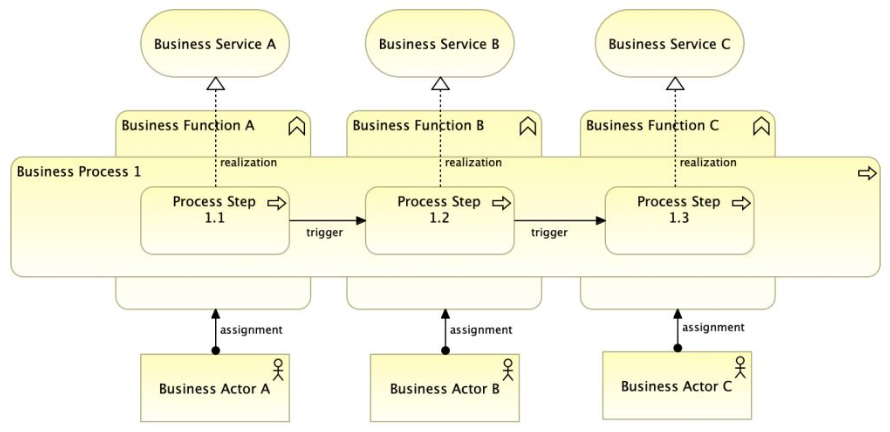 Business Service A
Business Service B
Business Service C
Business Function A
Business Function B
Business Function C
realization
realization
realization
Business Process 1
Process Step
1.1
Process Step
1.2
Process Step
1.3
trigger
trigger
assignment
assignment
assignment
Business Actor A
Business Actor B
Business Actor C